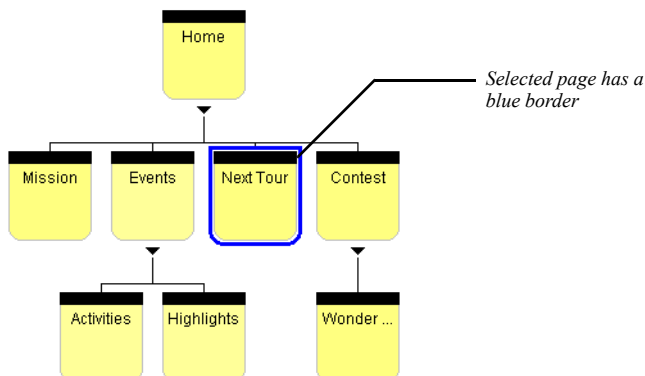 Home
Selected page has a
blue border
Mission
Events
Next Tour
Contest
Activities
Highlights
Wonder ...